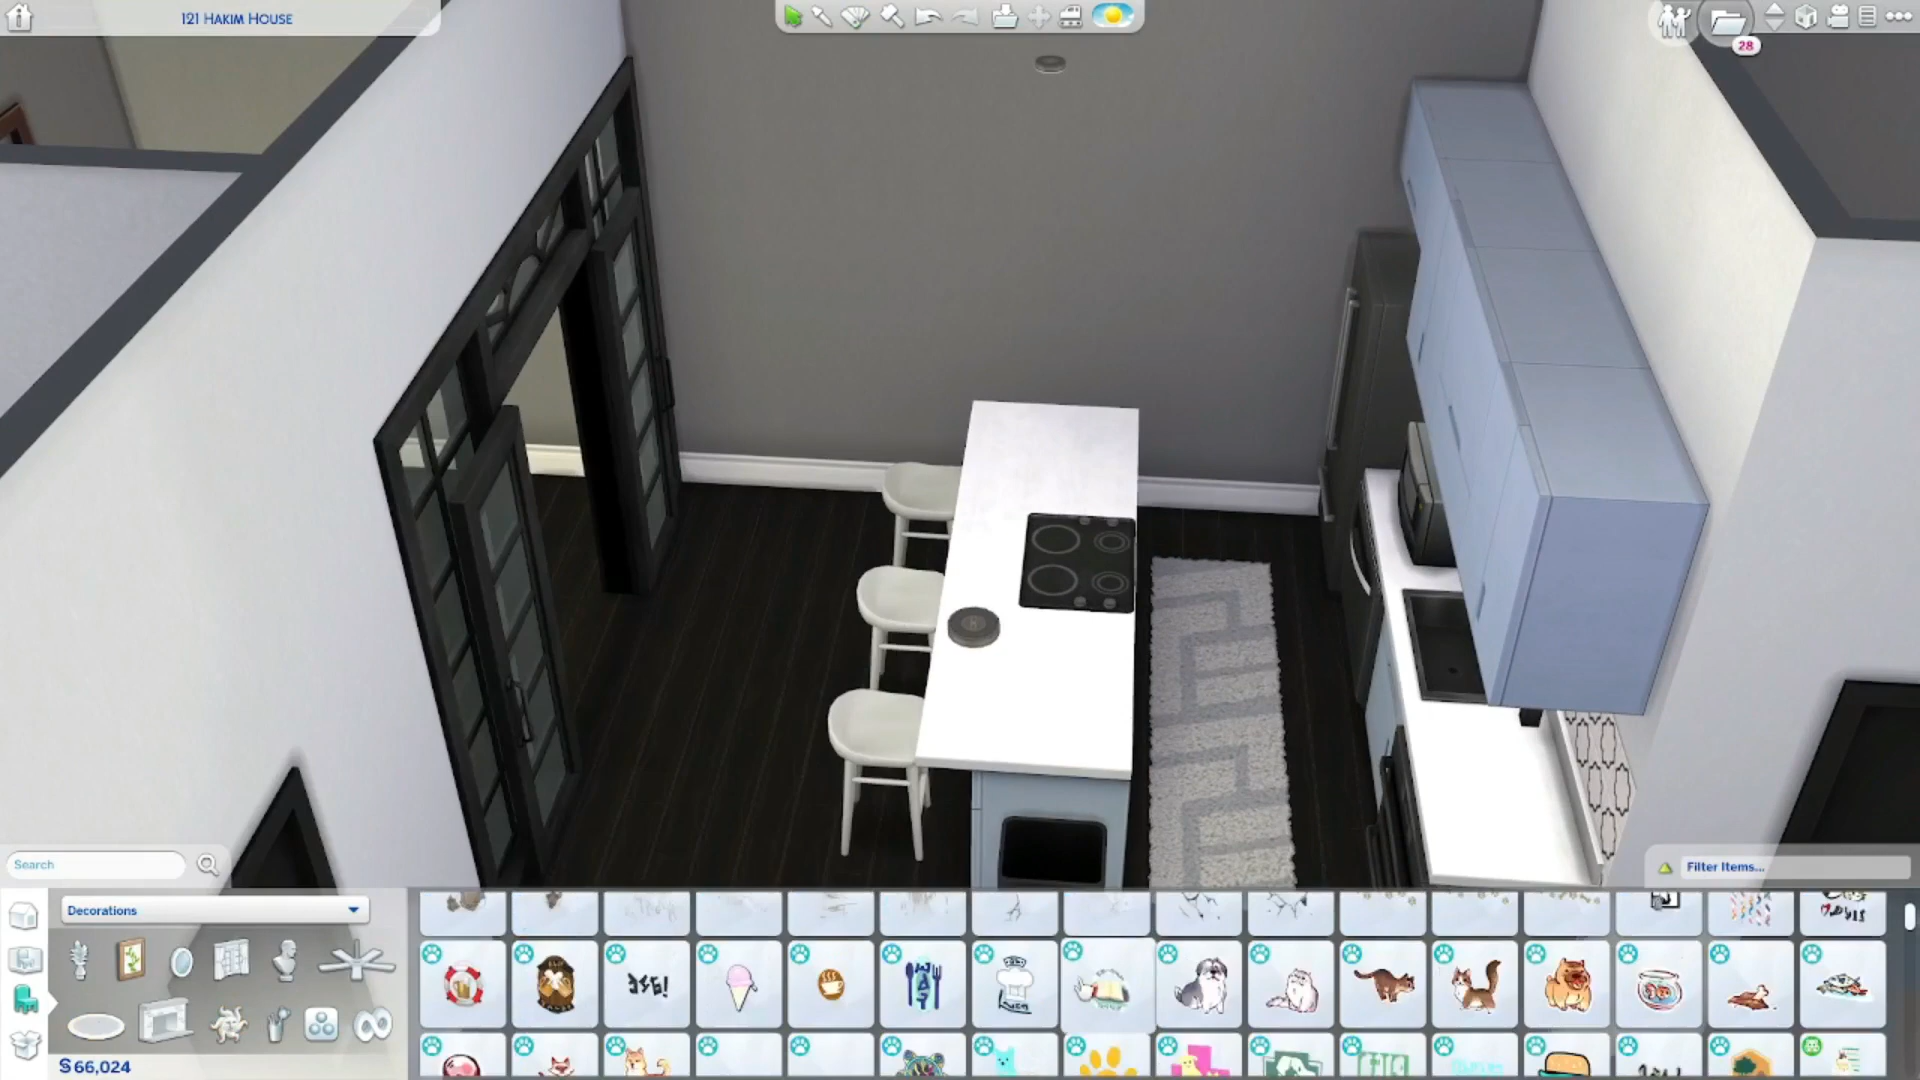 121 Hakim House
28
Search
Filter Items...
Decorations
§66,024